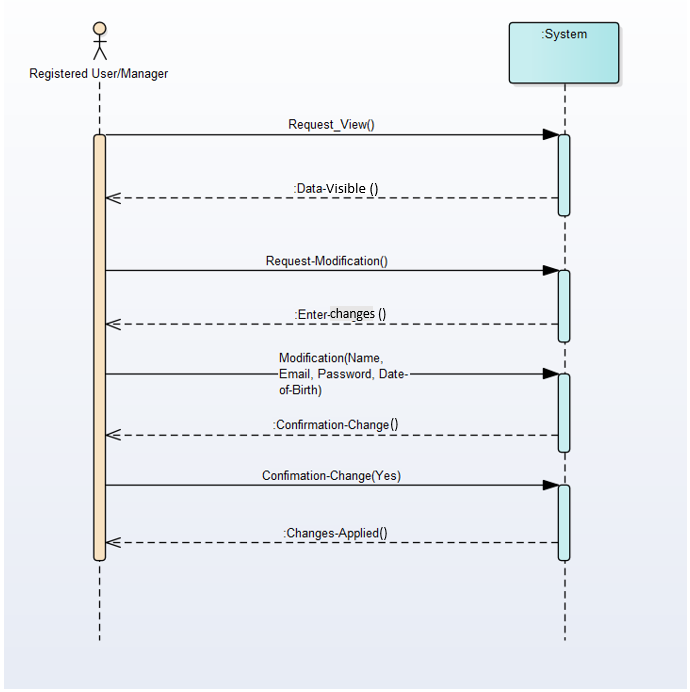 :System
Registered User/Manager
Request_View()
:Data-Visible ()
Request-Modification()
:Enter-changes ()
Modification(Name,
Email, Password, Date-
of-Birth)
:Confirmation-Change()
Confimation-Change(Yes)
:Changes-Applied()